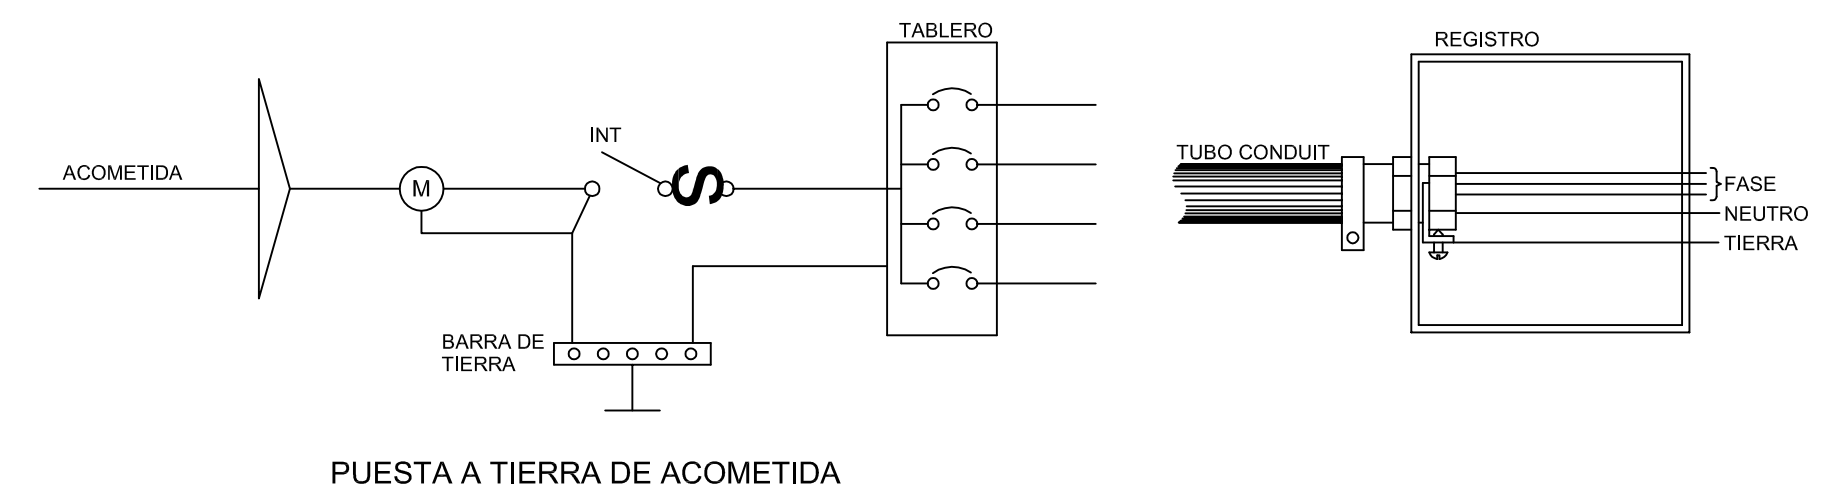 TABLERO
REGISTRO
INT
ACOMETIDA
M
S
TUBO CONDUIT
FASE
NEUTRO
TIERRA
BARRA DE
TIERRA
PUESTA A TIERRA DE ACOMETIDA